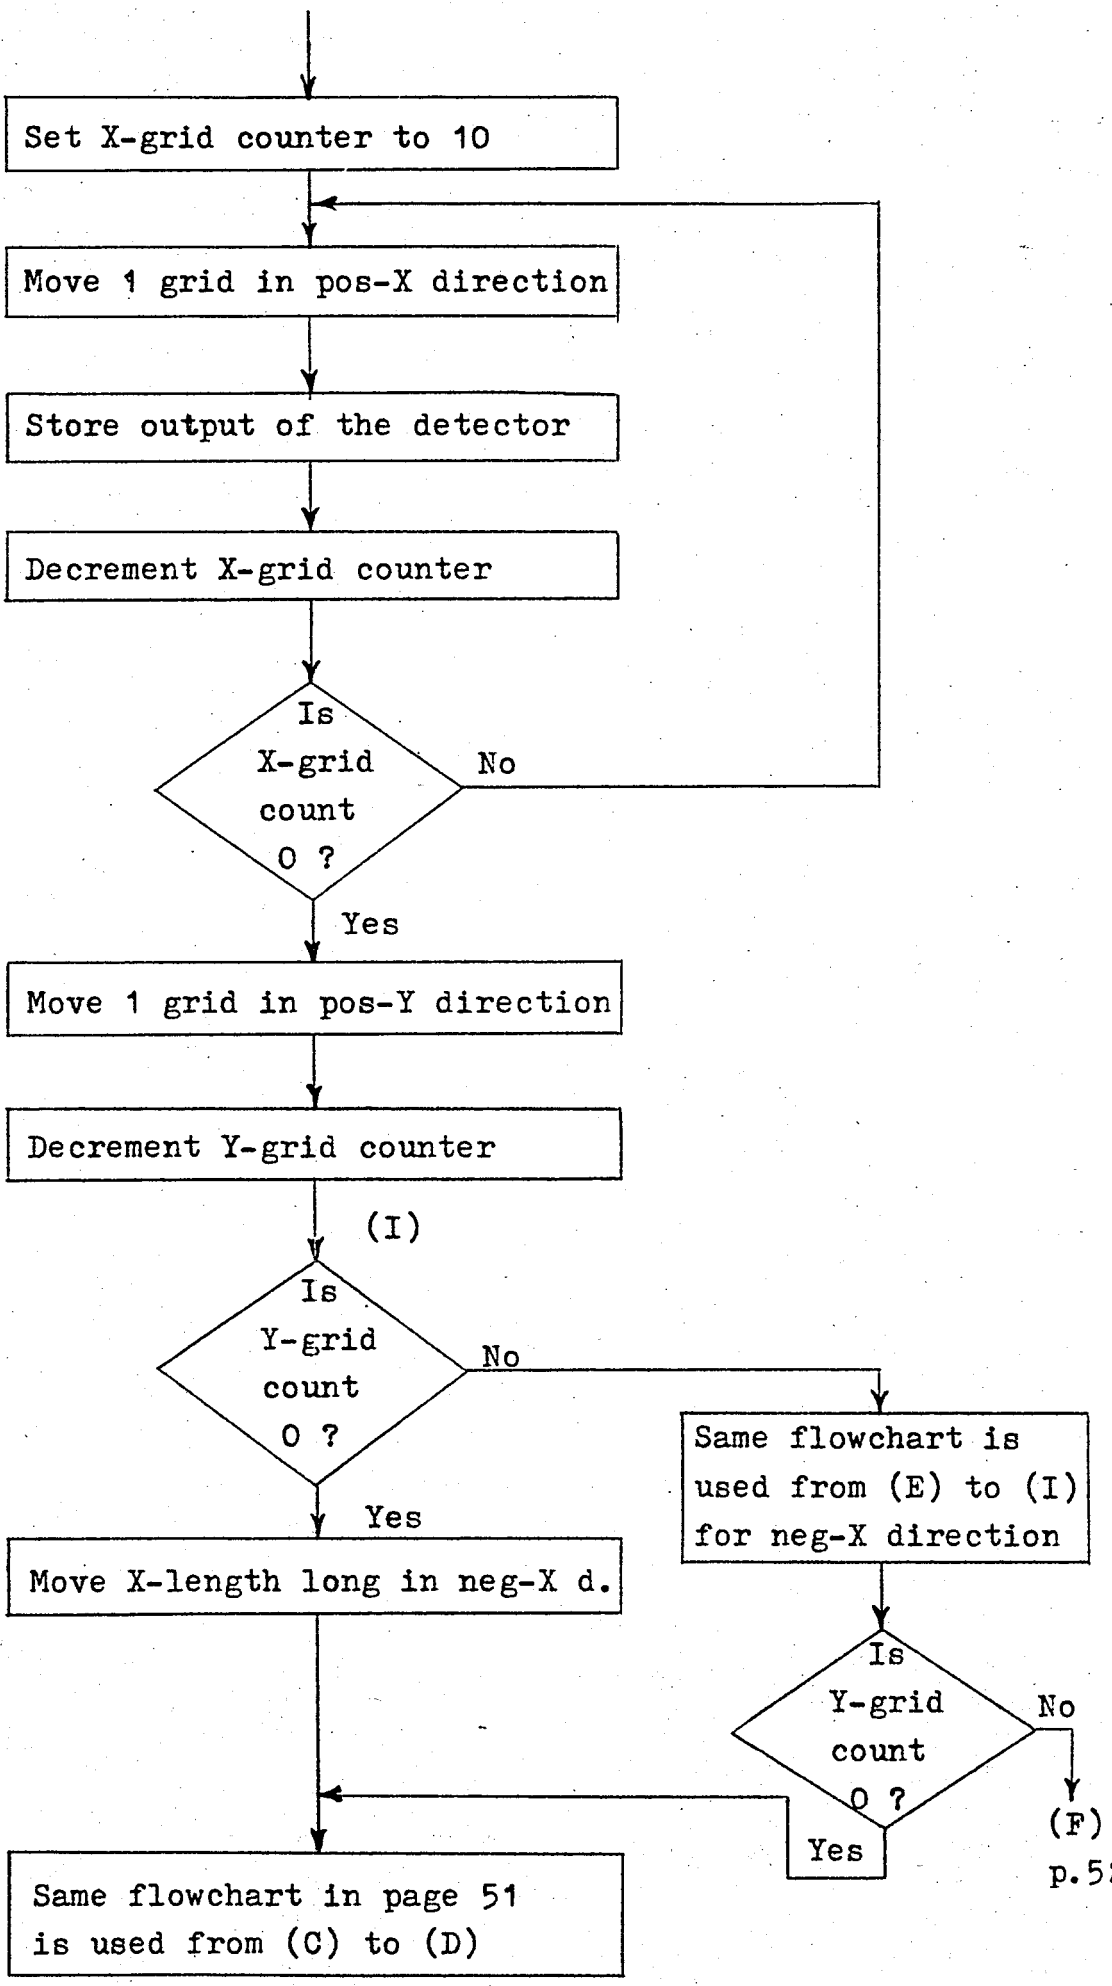 Set X-grid counter to 10
Move 1 grid in pos-X direction
Store output of the detector
Decrement X-grid counter
Is
X-grid
count
0 ?
No
Yes
Move 1 grid in pos-Y direction
Decrement Y-grid counter
(I)
Is
Y-grid
count
0 ?
No
Yes
Same flowchart is
used from (E) to (I)
for neg-X direction
Move X-length long in neg-X d.
Is
Y-grid
count
0 ?
No
Yes
(F)
Same flowchart in page 51
is used from (C) to (D)